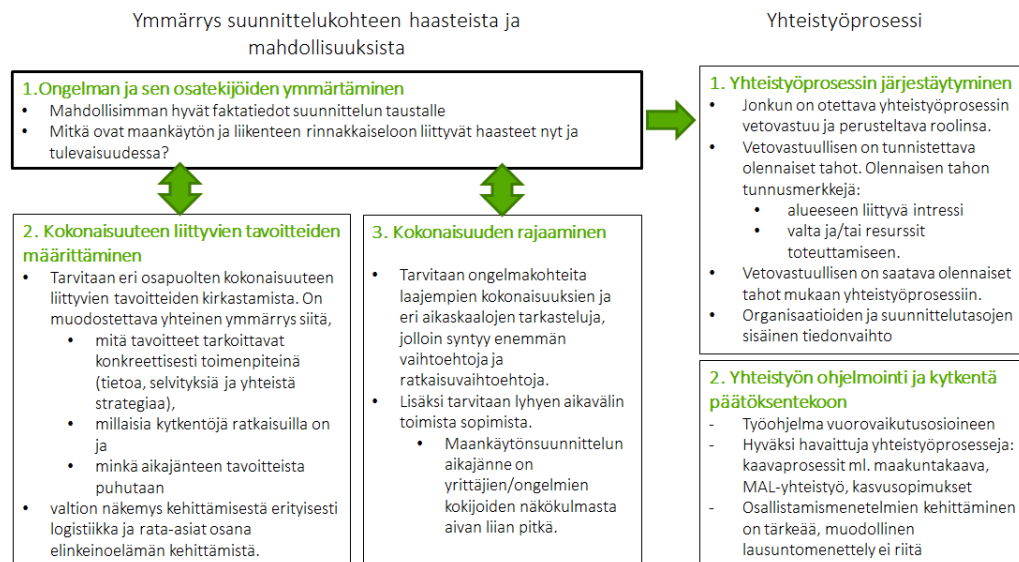 Ymmärrys suunnittelukohteen haasteista ja
mahdollisuuksista
1.Ongelman ja sen osatekijöiden ymmärtäminen
• Mahdollisimman hyvät faktatiedot suunnittelun taustalle
• Mitkä ovat maankäytön ja liikenteen rinnakkaiseloon liittyvät haasteet nyt ja
tulevaisuudessa?
2. Kokonaisuuteen liittyvien tavoitteiden
määrittäminen
• Tarvitaan eri osapuolten kokonaisuuteen
liittyvien tavoitteiden kirkastamista. On
muodostettava yhteinen ymmärrys siitä,
• mitä tavoitteet tarkoittavat
konkreettisesti toimenpiteinä
(tietoa, selvityksiä ja yhteistä
strategiaa),
• millaisia kytkentöjä ratkaisuilla on
ja
• minkä aikajänteen tavoitteista
puhutaan
• valtion näkemys kehittämisestä erityisesti
logistiikka ja rata-asiat osana
elinkeinoelämän kehittämistä.
3. Kokonaisuuden rajaaminen
• Tarvitaan ongelmakohteita
laajempien kokonaisuuksien ja
eri aikaskaalojen tarkasteluja,
jolloin syntyy enemmän
vaihtoehtoja ja
ratkaisuvaihtoehtoja.
• Lisäksi tarvitaan lyhyen aikavälin
toimista sopimista.
• Maankäytönsuunnittelun
aikajänne on
yrittäjien/ongelmien
kokijoiden näkökulmasta
aivan liian pitkä.
Yhteistyöprosessi
1. Yhteistyöprosessin järjestäytyminen
• Jonkun on otettava yhteistyöprosessin
vetovastuu ja perusteltava roolinsa.
• Vetovastuullisen on tunnistettava
olennaiset tahot. Olennaisen tahon
tunnusmerkkejä:
• alueeseen liittyvä intressi
• valta ja/tai resurssit
toteuttamiseen.
• Vetovastuullisen on saatava olennaiset
tahot mukaan yhteistyöprosessiin.
• Organisaatioiden ja suunnittelutasojen
sisäinen tiedonvaihto
2. Yhteistyön ohjelmointi ja kytkentä
päätöksentekoon
- Työohjelma vuorovaikutusosioineen
- Hyväksi havaittuja yhteistyöprosesseja:
kaavaprosessit ml. maakuntakaava,
MAL-yhteistyö, kasvusopimukset
- Osallistamismenetelmien kehittäminen
on tärkeää, muodollinen
lausuntomenettely ei riitä